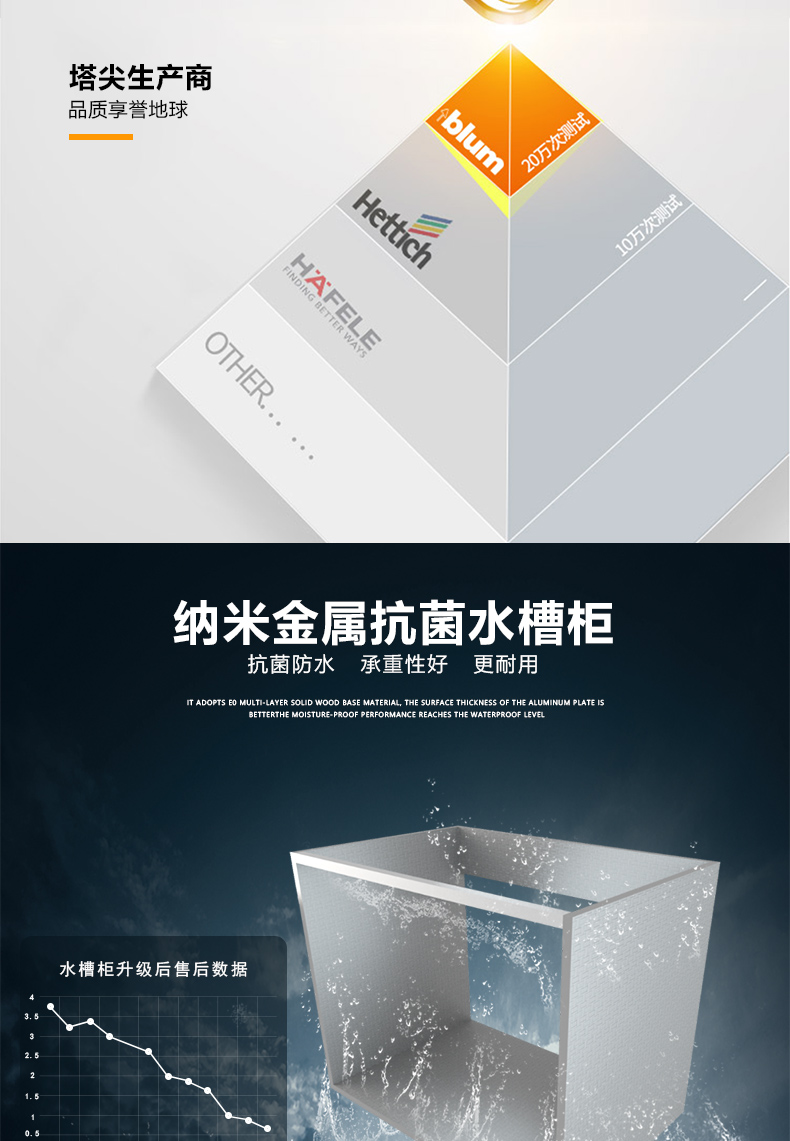 塔尖生产商
品质享誉地球
blum
20万次测试
Hettich
10万次测试
HÄFELE
FINDING BETTER WAYS
OTHER... ...
纳米金属抗菌水槽柜
抗菌防水 承重性好 更耐用
IT ADOPTS E0 MULTI-LAYER SOLID WOOD BASE MATERIAL, THE SURFACE THICKNESS OF THE ALUMINUM PLATE IS
BETTERTHE MOISTURE-PROOF PERFORMANCE REACHES THE WATERPROOF LEVEL
水槽柜升级后售后数据
4
3.5
3
2.5
2
1.5
1
0.5